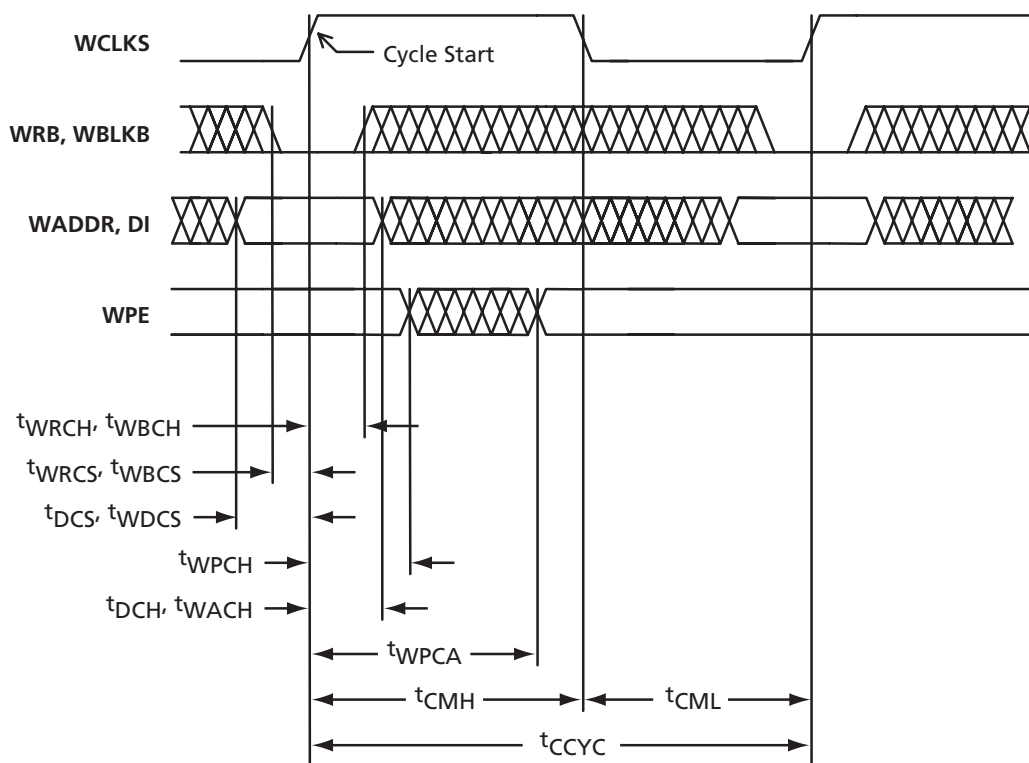 WCLKS
Cycle Start
WRB, WBLKB
WADDR, DI
WPE
tWRCH, tWBCH
tWRCS, tWBCS
tDCS, tWDCS
tWPCH
tDCH, tWACH
tWPCA
tCMH
tCML
tCCYC